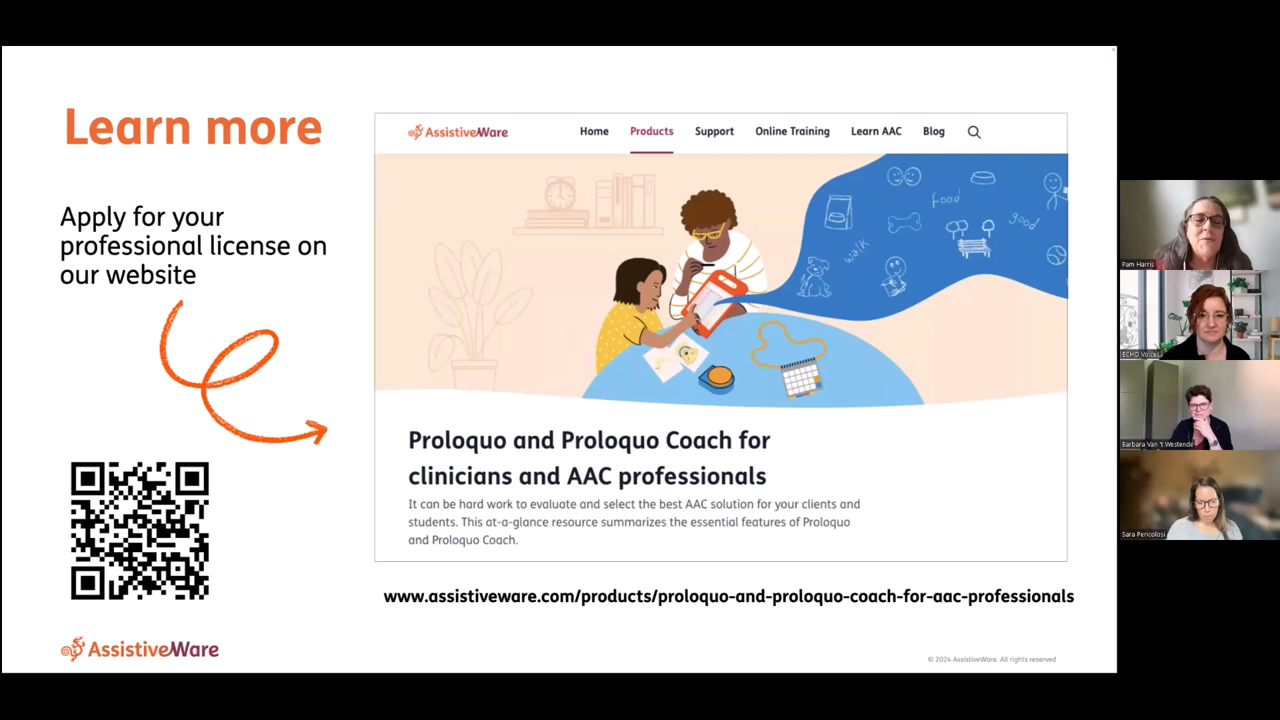 Learn more
Apply for your
professional license on
our website
AssistiveWare
Home Products Support Online Training Learn AAC Blog
food
good
walk
Proloquo and Proloquo Coach for
clinicians and AAC professionals
It can be hard work to evaluate and select the best AAC solution for your clients and
students. This at-a-glance resource summarizes the essential features of Proloquo
and Proloquo Coach.
www.assistiveware.com/products/proloquo-and-proloquo-coach-for-aac-professionals
AssistiveWare
© 2024 AssistiveWare. All rights reserved
Pam Harris
ECHO Voices
Barbara Van 't Westende
Sara Pericolosi